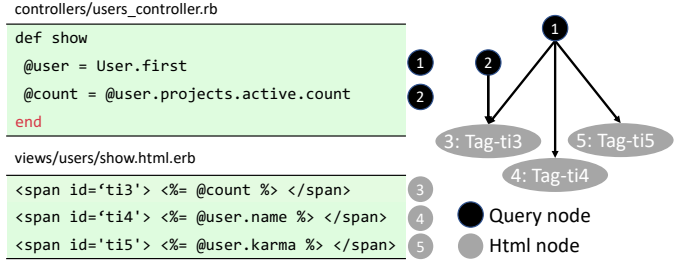 controllers/users_controller.rb
def show
@user = User.first
1
@count = @user.projects.active.count
2
end
views/users/show.html.erb
<span id=‘ti3'> <%= @count %> </span>
3
<span id=‘ti4'> <%= @user.name %> </span>
4
<span id='ti5'> <%= @user.karma %> </span>
5
1
2
3: Tag-ti3
5: Tag-ti5
4: Tag-ti4
Query node
Html node